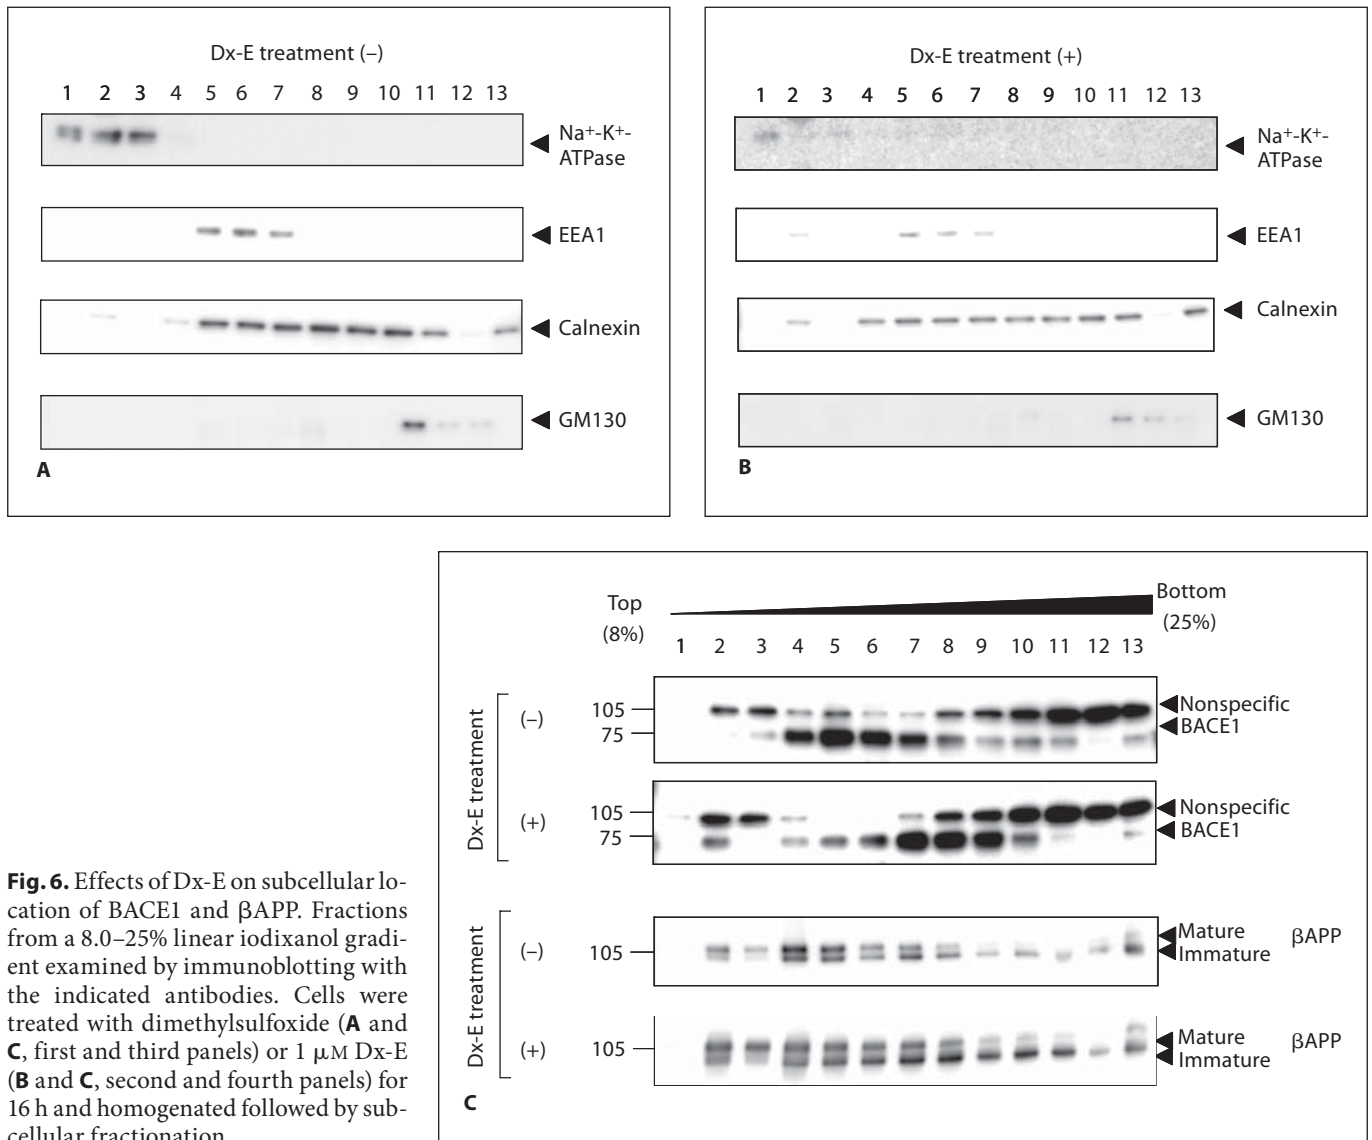 Dx-E treatment (–)
1 2 3 4 5 6 7 8 9 10 11 12 13
Na+-K+-
ATPase
EEA1
Calnexin
GM130
A
Dx-E treatment (+)
1 2 3 4 5 6 7 8 9 10 11 12 13
Na+-K+-
ATPase
EEA1
Calnexin
GM130
B
Top
(8%)
Bottom
(25%)
1 2 3 4 5 6 7 8 9 10 11 12 13
Dx-E treatment
(–)
105
75
Nonspecific
BACE1
(+)
105
75
Nonspecific
BACE1
Dx-E treatment
(–)
105
Mature
Immature
βAPP
(+)
105
Mature
Immature
βAPP
C
Fig. 6. Effects of Dx-E on subcellular lo-
cation of BACE1 and βAPP. Fractions
from a 8.0–25% linear iodixanol gradi-
ent examined by immunoblotting with
the indicated antibodies. Cells were
treated with dimethylsulfoxide (A and
C, first and third panels) or 1 μM Dx-E
(B and C, second and fourth panels) for
16 h and homogenated followed by sub-
cellular fractionation